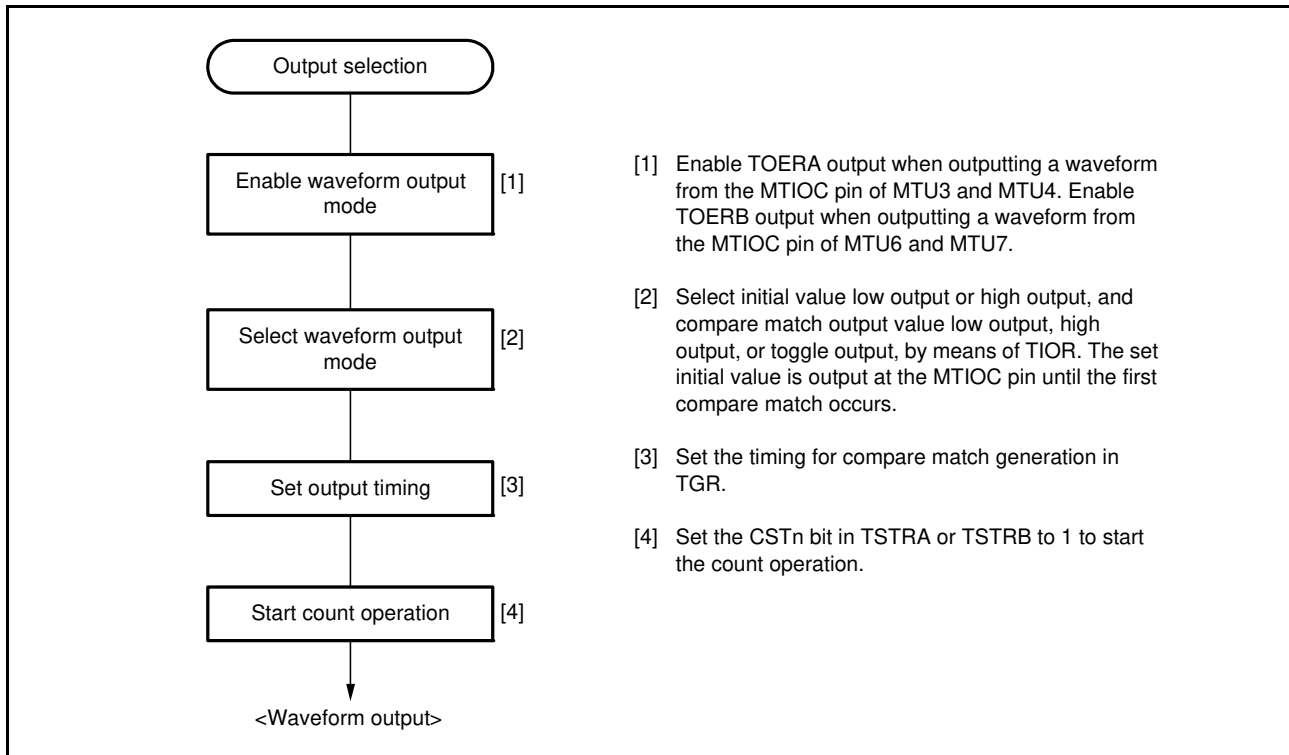 Output selection
Enable waveform output
mode
[1]
Select waveform output
mode
[2]
Set output timing
[3]
Start count operation
[4]
<Waveform output>
[1] Enable TOERA output when outputting a waveform
from the MTIOC pin of MTU3 and MTU4. Enable
TOERB output when outputting a waveform from
the MTIOC pin of MTU6 and MTU7.
[2] Select initial value low output or high output, and
compare match output value low output, high
output, or toggle output, by means of TIOR. The set
initial value is output at the MTIOC pin until the first
compare match occurs.
[3] Set the timing for compare match generation in
TGR.
[4] Set the CSTn bit in TSTRA or TSTRB to 1 to start
the count operation.